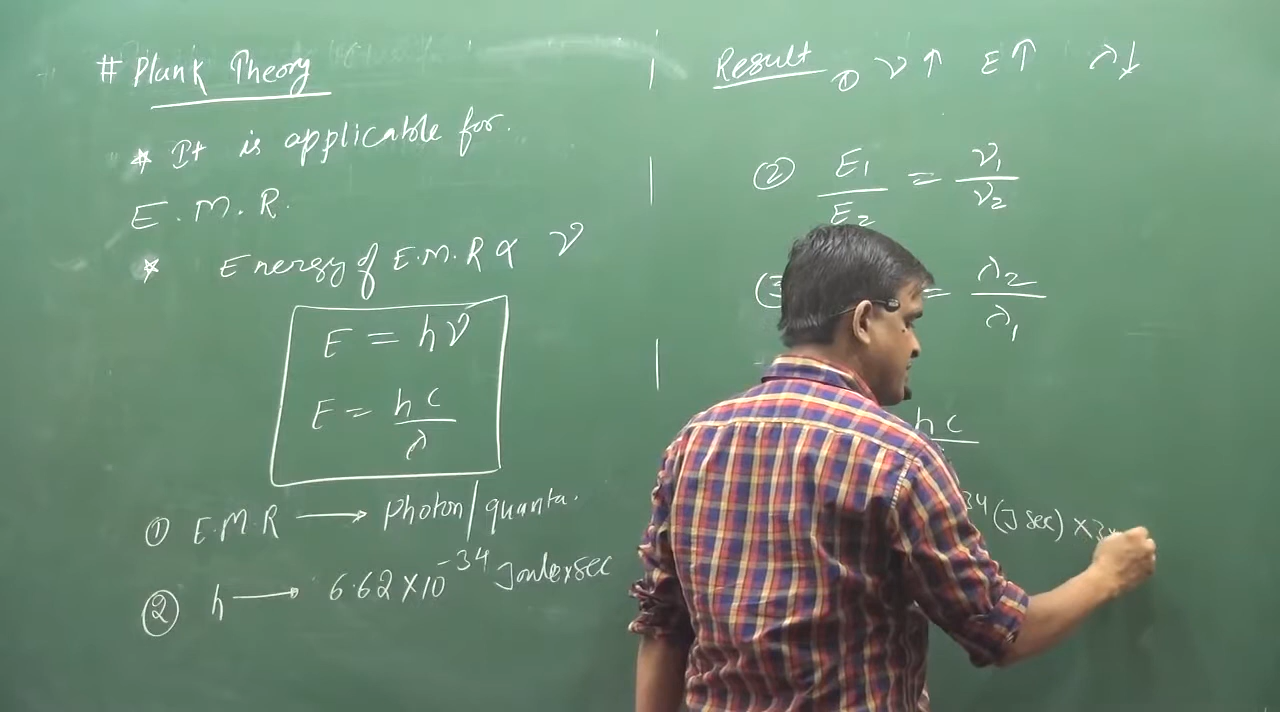 # Plank Theory
* It is applicable for.
E.M.R.
* Energy of E.M.R ∝ ν
E = hν
E = hc/λ
① E.M.R ⟶ Photon/quanta.
② h ⟶ 6.62×10⁻³⁴ Joule×sec
Result ① ν↑ E↑ λ↓
② E₁/E₂ = ν₁/ν₂
(3 = λ₂/λ₁
hc
34 (J sec) ×3×